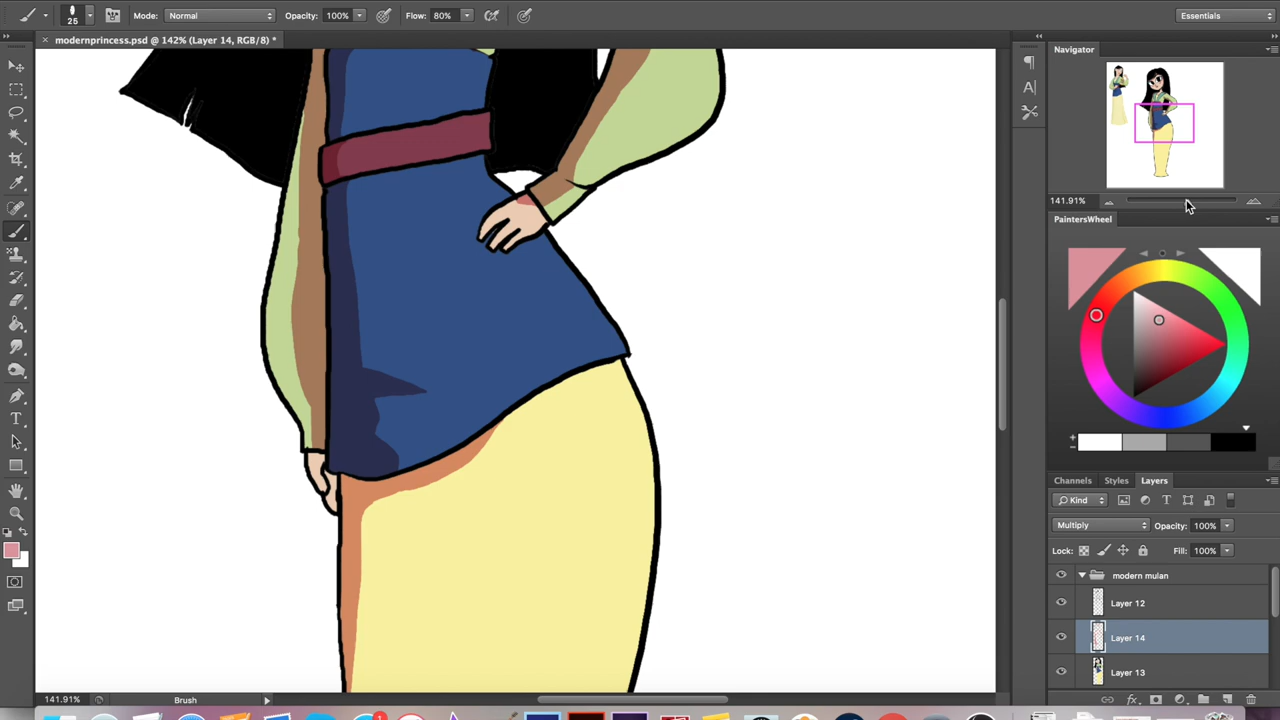 25
Mode: Normal
Opacity: 100%
Flow: 80%
Essentials
× modernprincess.psd @ 142% (Layer 14, RGB/8) *
Navigator
141.91%
PaintersWheel
Channels
Styles
Layers
Kind
Multiply
Opacity: 100%
Lock:
Fill: 100%
modern mulan
Layer 12
Layer 14
Layer 13
141.91%
Brush